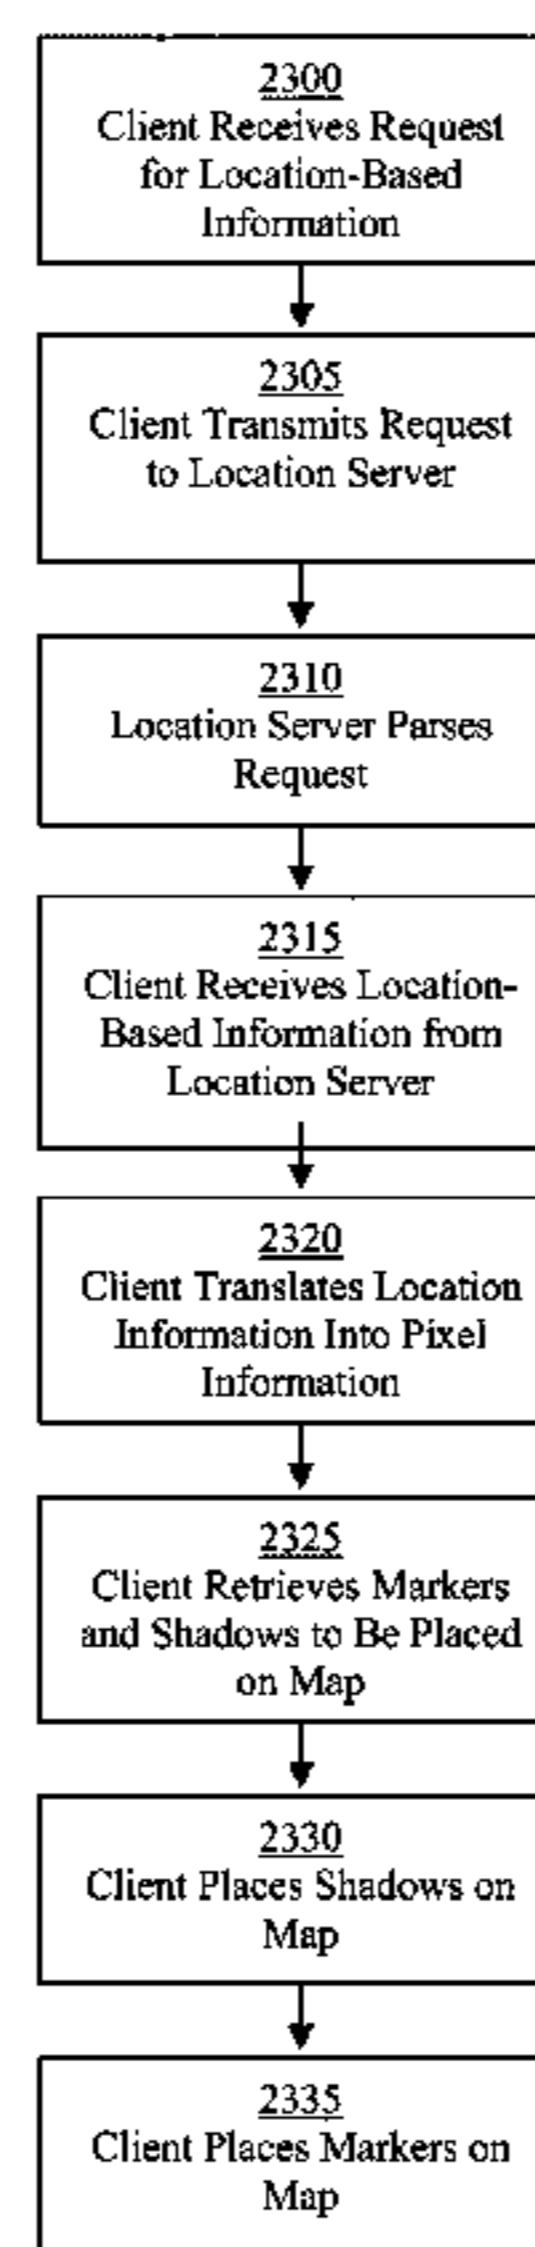 2300
Client Receives Request
for Location-Based
Information
2305
Client Transmits Request
to Location Server
2310
Location Server Parses
Request
2315
Client Receives Location-
Based Information from
Location Server
2320
Client Translates Location
Information Into Pixel
Information
2325
Client Retrieves Markers
and Shadows to Be Placed
on Map
2330
Client Places Shadows on
Map
2335
Client Places Markers on
Map